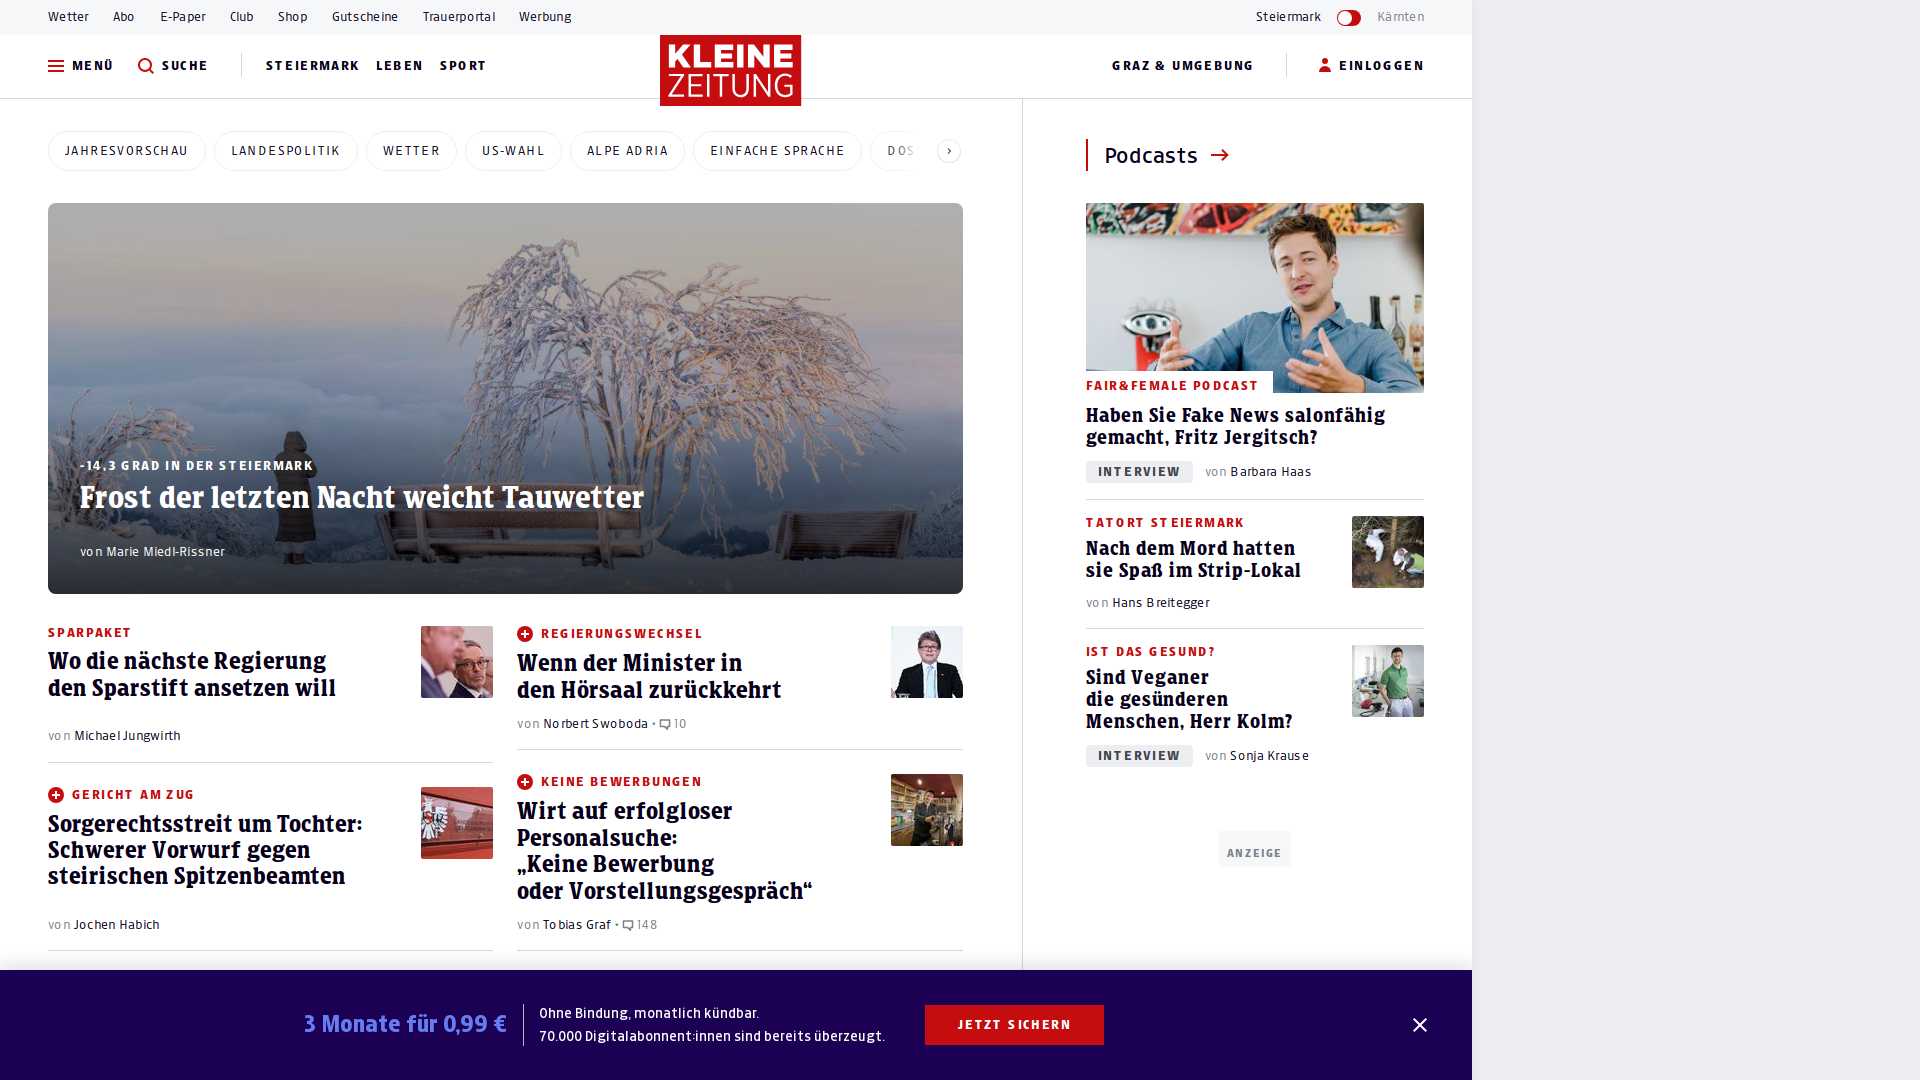 Wetter Abo E-Paper Club Shop Gutscheine Trauerportal Werbung Steiermark Kärnten
MENÜ SUCHE STEIERMARK LEBEN SPORT KLEINE ZEITUNG GRAZ & UMGEBUNG EINLOGGEN
JAHRESVORSCHAU LANDESPOLITIK WETTER US-WAHL ALPE ADRIA EINFACHE SPRACHE DOS
-14,3 GRAD IN DER STEIERMARK
Frost der letzten Nacht weicht Tauwetter
von Marie Miedl-Rissner
SPARPAKET
Wo die nächste Regierung
den Sparstift ansetzen will
von Michael Jungwirth
GERICHT AM ZUG
Sorgerechtsstreit um Tochter:
Schwerer Vorwurf gegen
steirischen Spitzenbeamten
von Jochen Habich
REGIERUNGSWECHSEL
Wenn der Minister in
den Hörsaal zurückkehrt
von Norbert Swoboda • 10
KEINE BEWERBUNGEN
Wirt auf erfolgloser
Personalsuche:
„Keine Bewerbung
oder Vorstellungsgespräch“
von Tobias Graf • 148
Podcasts
FAIR&FEMALE PODCAST
Haben Sie Fake News salonfähig
gemacht, Fritz Jergitsch?
INTERVIEW von Barbara Haas
TATORT STEIERMARK
Nach dem Mord hatten
sie Spaß im Strip-Lokal
von Hans Breitegger
IST DAS GESUND?
Sind Veganer
die gesünderen
Menschen, Herr Kolm?
INTERVIEW von Sonja Krause
ANZEIGE
3 Monate für 0,99 €
Ohne Bindung, monatlich kündbar.
70.000 Digitalabonnent:innen sind bereits überzeugt.
JETZT SICHERN